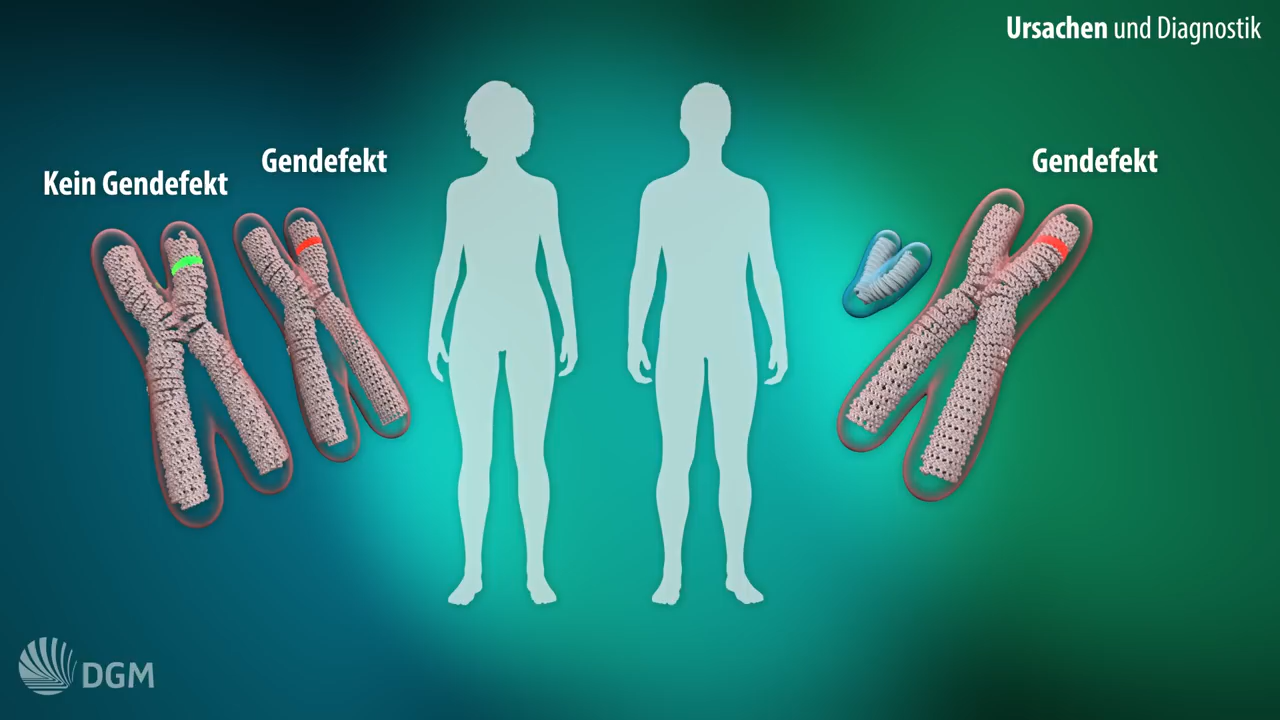 Ursachen und Diagnostik
Gendefekt
Kein Gendefekt
Gendefekt
DGM